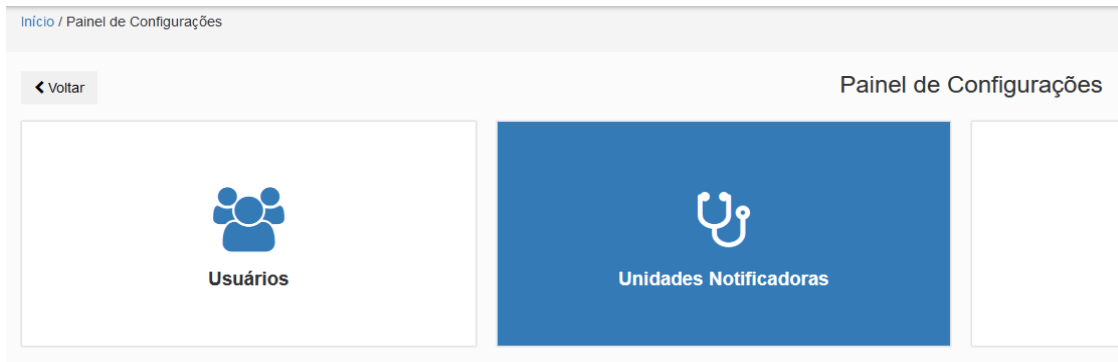 Início / Painel de Configurações
Voltar
Painel de Configurações
Usuários
Unidades Notificadoras